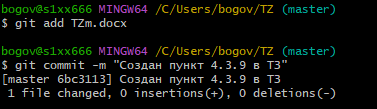 bogov@s1xx666 MINGW64 /C/Users/bogov/TZ (master)
$ git add TZm.docx

bogov@s1xx666 MINGW64 /C/Users/bogov/TZ (master)
$ git commit -m "Создан пункт 4.3.9 в ТЗ"
[master 6bc3113] Создан пункт 4.3.9 в ТЗ
 1 file changed, 0 insertions(+), 0 deletions(-)